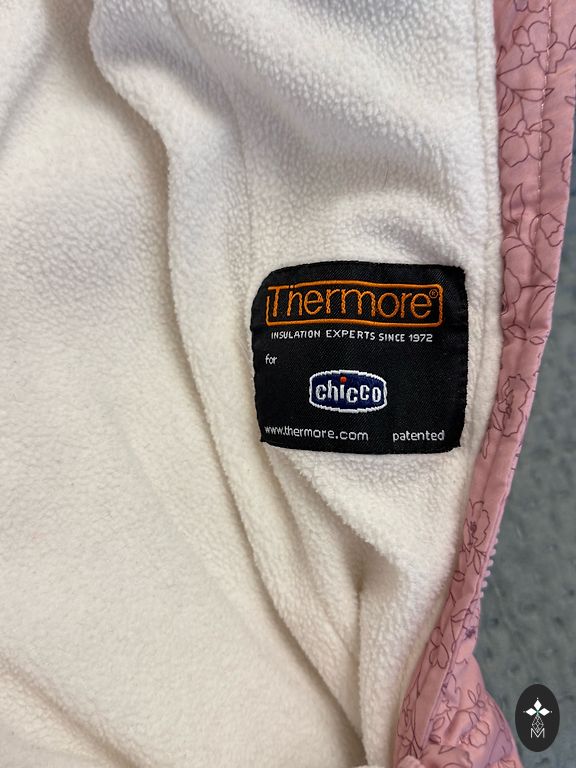 Thermore®
INSULATION EXPERTS SINCE 1972
for
chicco
www.thermore.com patented
M